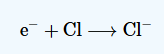 e⁻ + Cl ⟶ Cl⁻